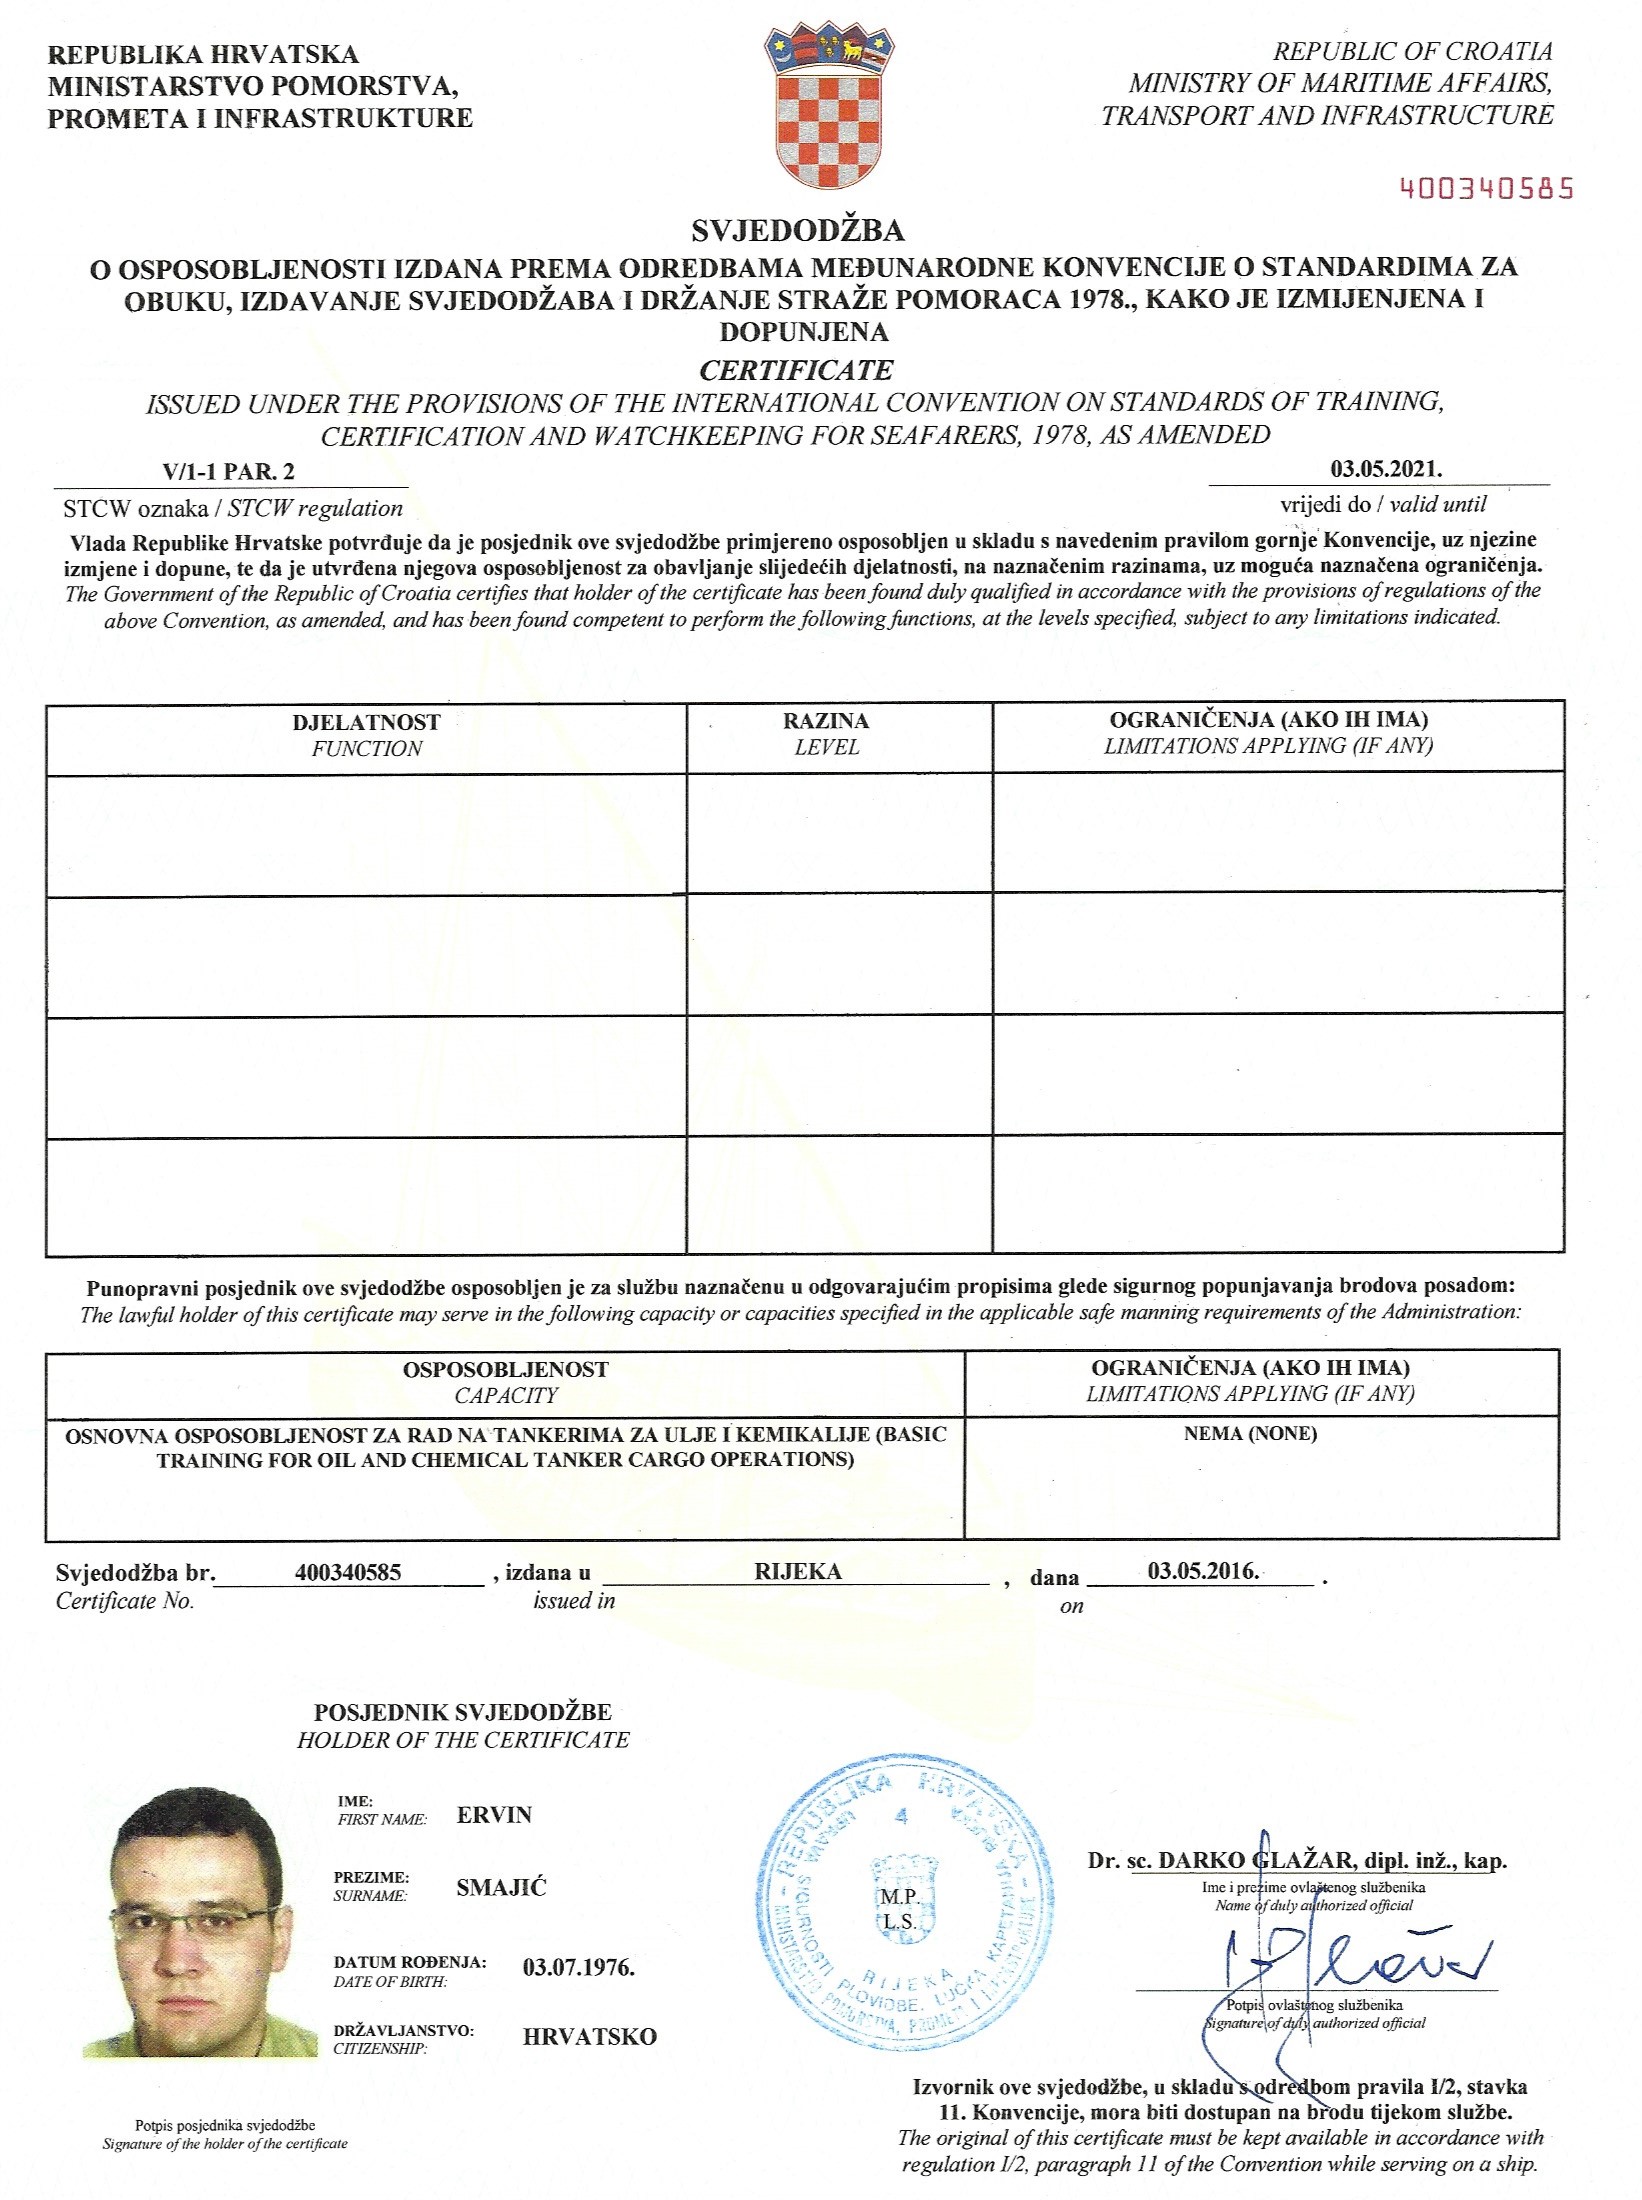 REPUBLIKA HRVATSKA
MINISTARSTVO POMORSTVA,
PROMETA I INFRASTRUKTURE
REPUBLIC OF CROATIA
MINISTRY OF MARITIME AFFAIRS,
TRANSPORT AND INFRASTRUCTURE
400340585
SVJEDODŽBA
O OSPOSOBLJENOSTI IZDANA PREMA ODREDBAMA MEĐUNARODNE KONVENCIJE O STANDARDIMA ZA
OBUKU, IZDAVANJE SVJEDODŽABA I DRŽANJE STRAŽE POMORACA 1978., KAKO JE IZMIJENJENA I
DOPUNJENA
CERTIFICATE
ISSUED UNDER THE PROVISIONS OF THE INTERNATIONAL CONVENTION ON STANDARDS OF TRAINING,
CERTIFICATION AND WATCHKEEPING FOR SEAFARERS, 1978, AS AMENDED
V/1-1 PAR. 2
03.05.2021.
STCW oznaka / STCW regulation
vrijedi do / valid until
Vlada Republike Hrvatske potvrđuje da je posjednik ove svjedodžbe primjereno osposobljen u skladu s navedenim pravilom gornje Konvencije, uz njezine
izmjene i dopune, te da je utvrđena njegova osposobljenost za obavljanje slijedećih djelatnosti, na naznačenim razinama, uz moguća naznačena ograničenja.
The Government of the Republic of Croatia certifies that holder of the certificate has been found duly qualified in accordance with the provisions of regulations of the
above Convention, as amended, and has been found competent to perform the following functions, at the levels specified, subject to any limitations indicated.
DJELATNOST
FUNCTION
RAZINA
LEVEL
OGRANIČENJA (AKO IH IMA)
LIMITATIONS APPLYING (IF ANY)
Punopravni posjednik ove svjedodžbe osposobljen je za službu naznačenu u odgovarajućim propisima glede sigurnog popunjavanja brodova posadom:
The lawful holder of this certificate may serve in the following capacity or capacities specified in the applicable safe manning requirements of the Administration:
OSPOSOBLJENOST
CAPACITY
OGRANIČENJA (AKO IH IMA)
LIMITATIONS APPLYING (IF ANY)
OSNOVNA OSPOSOBLJENOST ZA RAD NA TANKERIMA ZA ULJE I KEMIKALIJE (BASIC
TRAINING FOR OIL AND CHEMICAL TANKER CARGO OPERATIONS)
NEMA (NONE)
Svjedodžba br. 400340585 , izdana u RIJEKA , dana 03.05.2016. .
Certificate No. issued in on
POSJEDNIK SVJEDODŽBE
HOLDER OF THE CERTIFICATE
IME:
FIRST NAME:
ERVIN
PREZIME:
SURNAME:
SMAJIĆ
DATUM ROĐENJA:
DATE OF BIRTH:
03.07.1976.
DRŽAVLJANSTVO:
CITIZENSHIP:
HRVATSKO
Potpis posjednika svjedodžbe
Signature of the holder of the certificate
REPUBLIKA HRVATSKA
MINISTARSTVO POMORSTVA, PROMETA I INFRASTRUKTURE
UPRAVA SIGURNOSTI PLOVIDBE. LUČKA KAPETANIJA RIJEKA
4
M.P.
L.S.
RIJEKA
Dr. sc. DARKO GLAŽAR, dipl. inž., kap.
Ime i prezime ovlaštenog službenika
Name of duly authorized official
Potpis ovlaštenog službenika
Signature of duly authorized official
Izvornik ove svjedodžbe, u skladu s odredbom pravila I/2, stavka
11. Konvencije, mora biti dostupan na brodu tijekom službe.
The original of this certificate must be kept available in accordance with
regulation I/2, paragraph 11 of the Convention while serving on a ship.